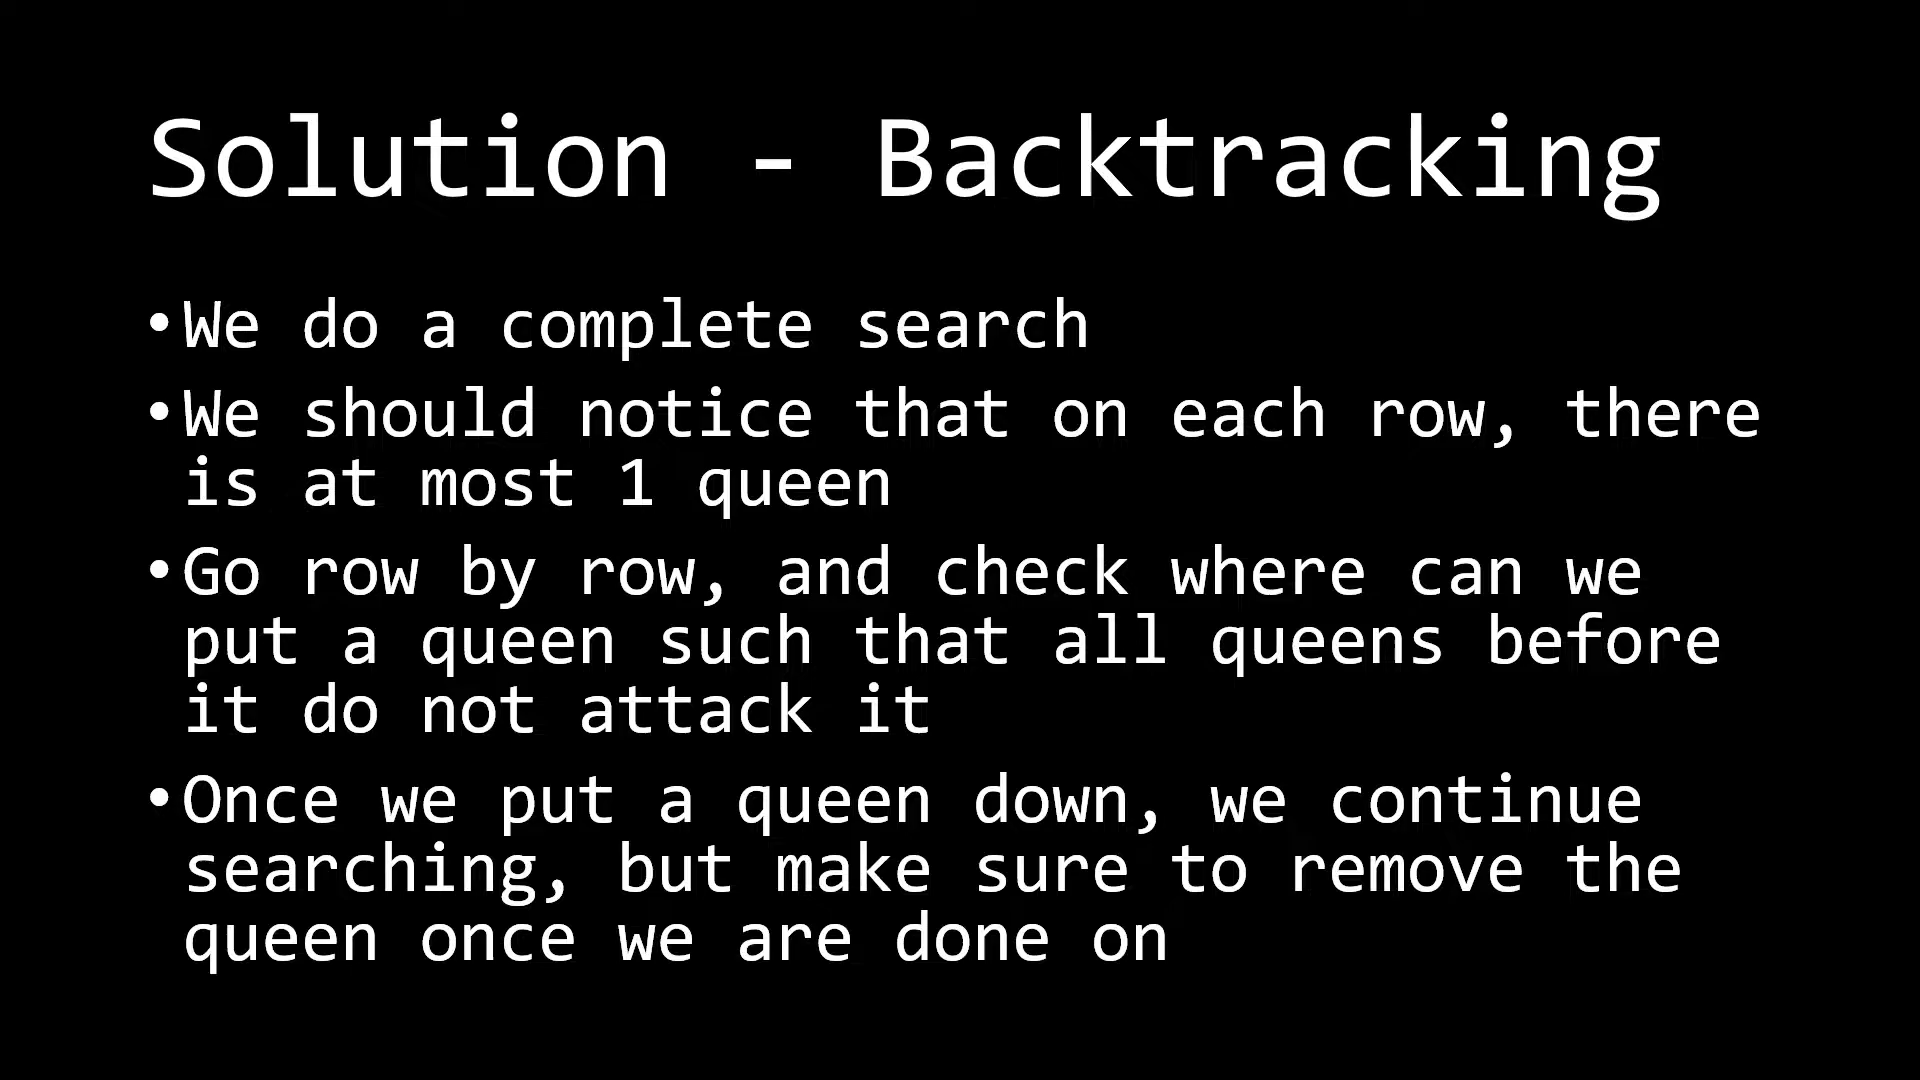 Solution - Backtracking
•We do a complete search
•We should notice that on each row, there
is at most 1 queen
•Go row by row, and check where can we
put a queen such that all queens before
it do not attack it
•Once we put a queen down, we continue
searching, but make sure to remove the
queen once we are done on